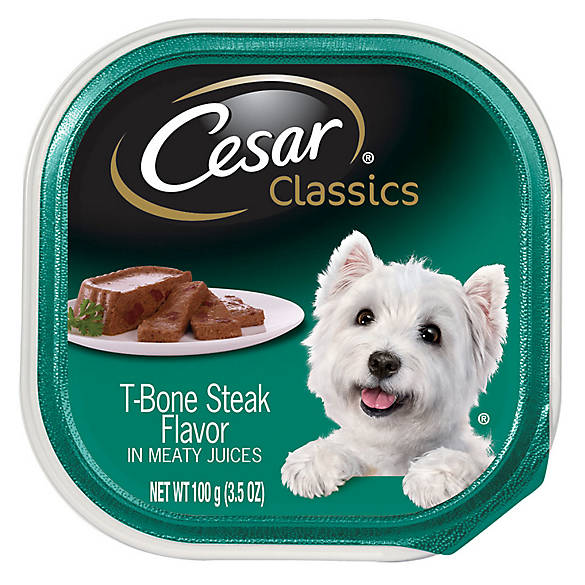 Cesar®
Classics
T-Bone Steak
Flavor
IN MEATY JUICES
NET WT 100 g (3.5 OZ)
®